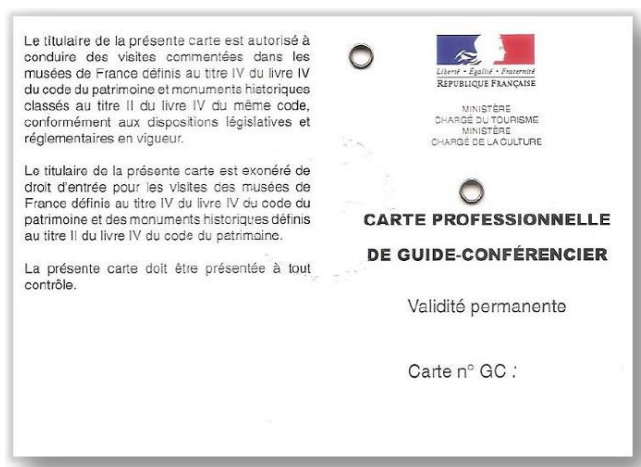 Le titulaire de la présente carte est autorisé à
conduire des visites commentées dans les
musées de France définis au titre IV du livre IV
du code du patrimoine et monuments historiques
classés au titre II du livre IV du même code,
conformément aux dispositions législatives et
réglementaires en vigueur.
Le titulaire de la présente carte est exonéré de
droit d'entrée pour les visites des musées de
France définis au titre IV du livre IV du code du
patrimoine et des monuments historiques définis
au titre II du livre IV du code du patrimoine.
La présente carte doit être présentée à tout
contrôle.
Liberté • Égalité • Fraternité
RÉPUBLIQUE FRANÇAISE
MINISTÈRE
CHARGÉ DU TOURISME
MINISTÈRE
CHARGÉ DE LA CULTURE
CARTE PROFESSIONNELLE
DE GUIDE-CONFÉRENCIER
Validité permanente
Carte n° GC :